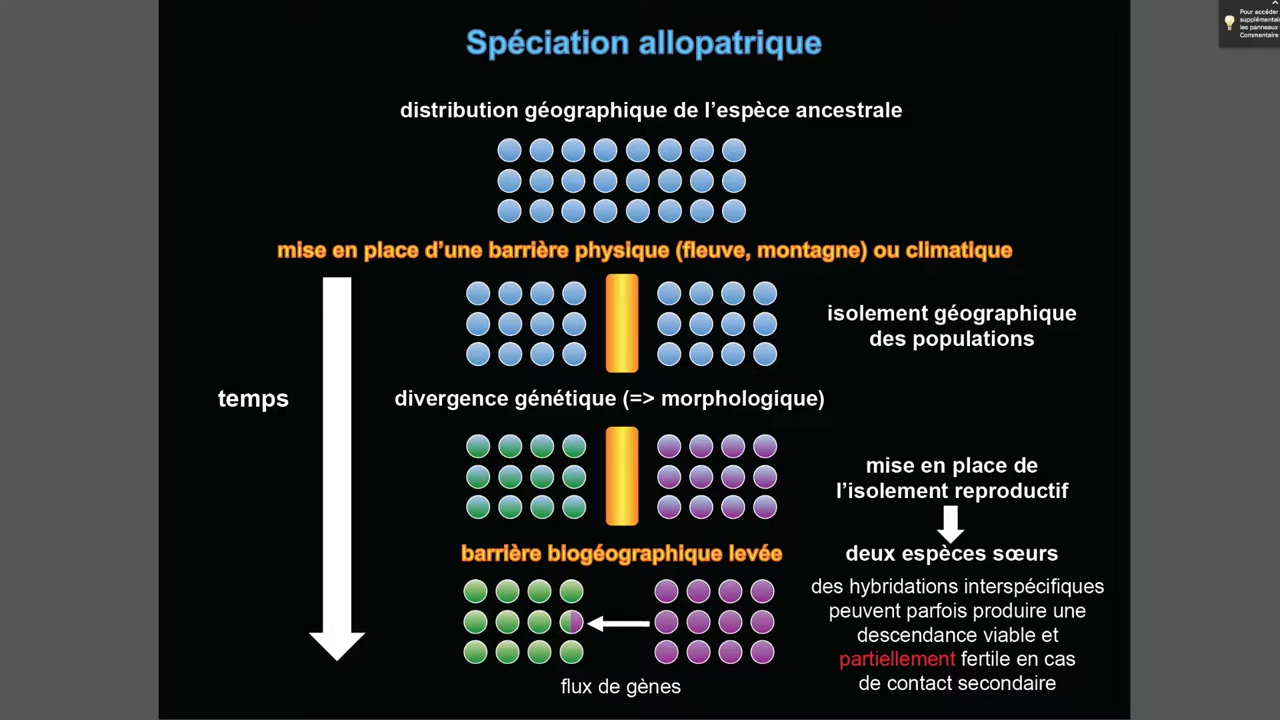 Spéciation allopatrique
Pour accéder
supplémentai
les panneaux
Commentaire
distribution géographique de l’espèce ancestrale
mise en place d’une barrière physique (fleuve, montagne) ou climatique
isolement géographique
des populations
temps
divergence génétique (=> morphologique)
mise en place de
l’isolement reproductif
barrière biogéographique levée
deux espèces sœurs
des hybridations interspécifiques
peuvent parfois produire une
descendance viable et
partiellement fertile en cas
de contact secondaire
flux de gènes